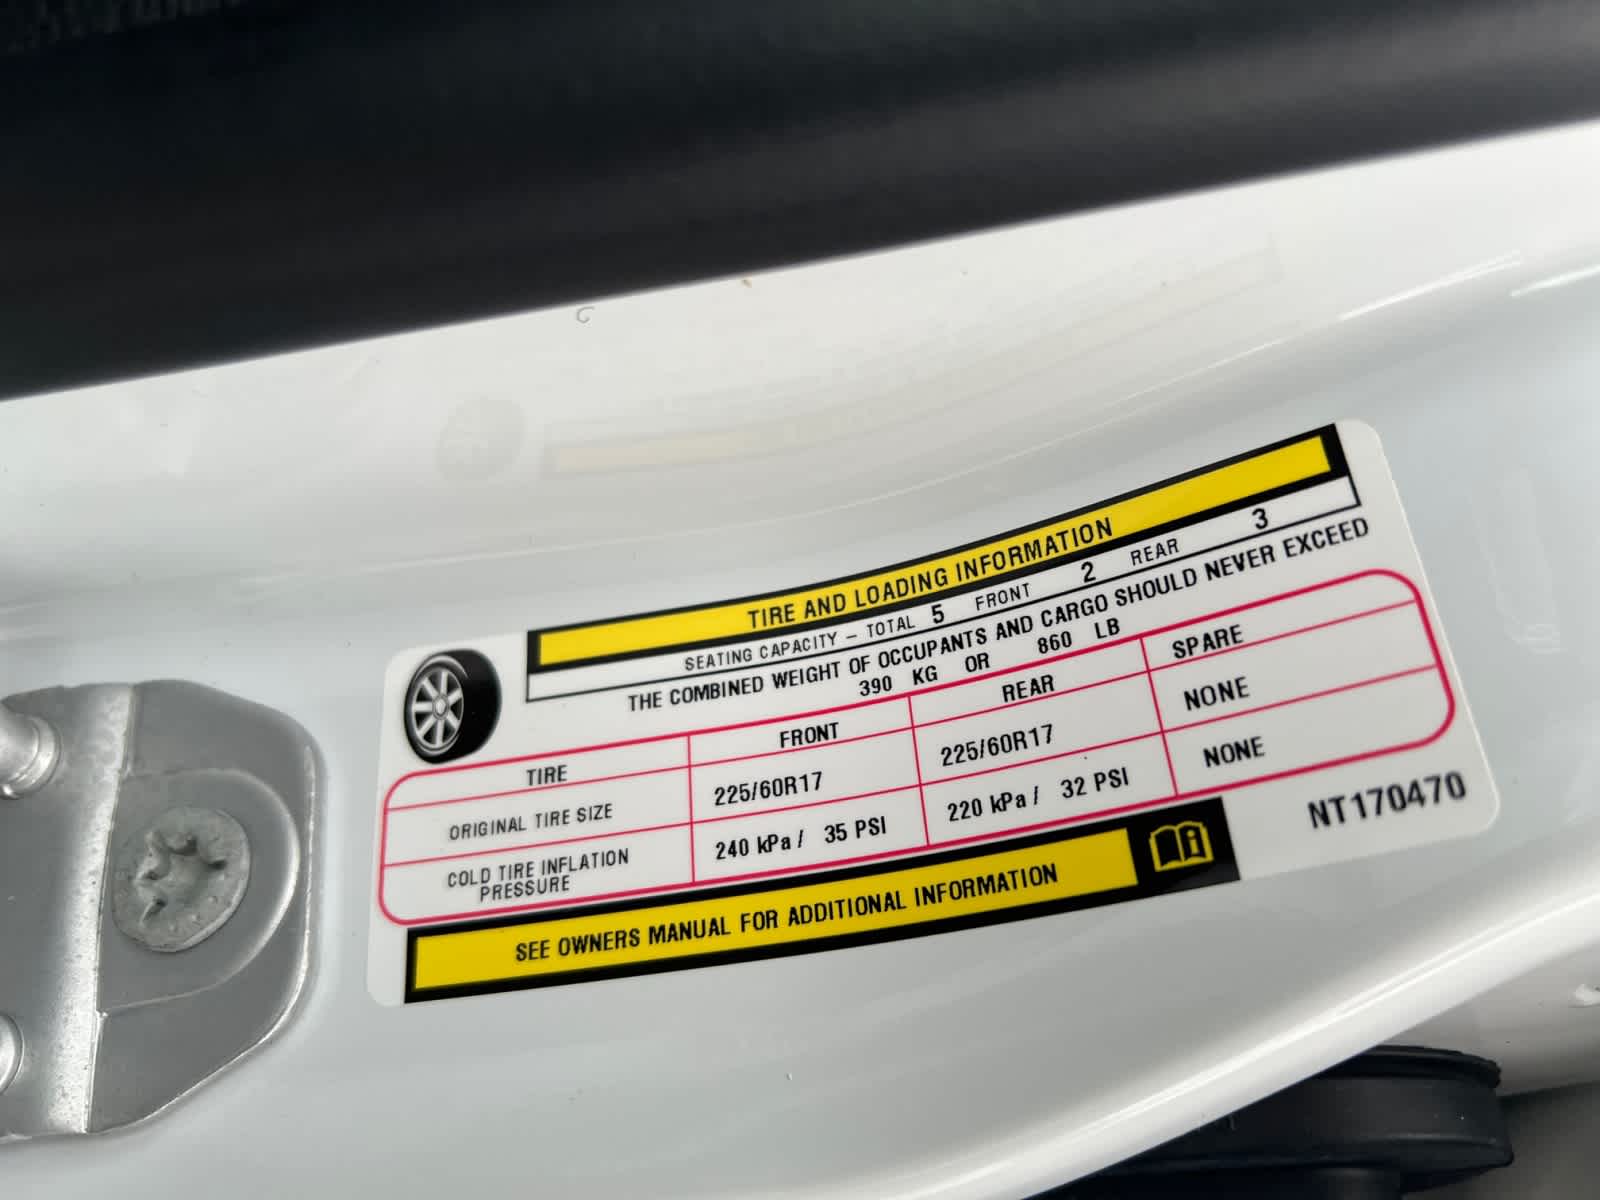 TIRE AND LOADING INFORMATION
SEATING CAPACITY – TOTAL 5 FRONT 2 REAR 3
THE COMBINED WEIGHT OF OCCUPANTS AND CARGO SHOULD NEVER EXCEED
390 KG OR 860 LB
TIRE FRONT REAR SPARE
ORIGINAL TIRE SIZE 225/60R17 225/60R17 NONE
COLD TIRE INFLATION PRESSURE 240 kPa / 35 PSI 220 kPa / 32 PSI NONE
SEE OWNERS MANUAL FOR ADDITIONAL INFORMATION
NT170470